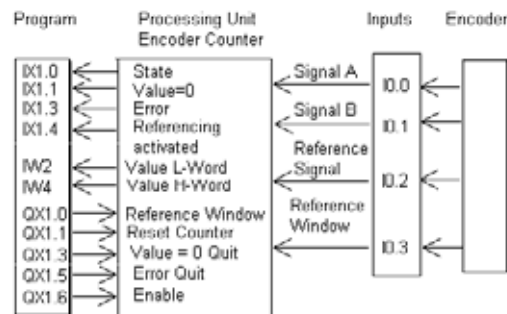 Program
Processing Unit
Encoder Counter
Inputs
Encoder
IX1.0
IX1.1
IX1.3
IX1.4
IW2
IW4
QX1.0
QX1.1
QX1.3
QX1.5
QX1.6
State
Value=0
Error
Referencing
activated
Value L-Word
Value H-Word
Reference Window
Reset Counter
Value = 0 Quit
Error Quit
Enable
Signal A
Signal B
Reference
Signal
Reference
Window
I0.0
I0.1
I0.2
I0.3